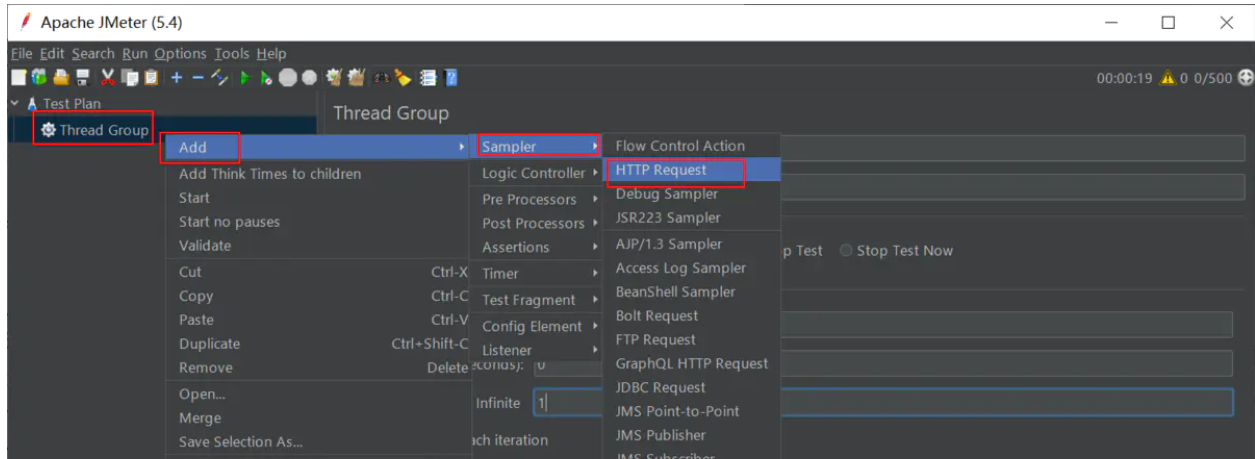 Apache JMeter (5.4)
File Edit Search Run Options Tools Help
00:00:19 0 0/500
Test Plan
Thread Group
Thread Group
Add
Add Think Times to children
Start
Start no pauses
Validate
Cut Ctrl-X
Copy Ctrl-C
Paste Ctrl-V
Duplicate Ctrl+Shift-C
Remove Delete
Open...
Merge
Save Selection As...
Sampler
Logic Controller
Pre Processors
Post Processors
Assertions
Timer
Test Fragment
Config Element
Listener
Flow Control Action
HTTP Request
Debug Sampler
JSR223 Sampler
AJP/1.3 Sampler
Access Log Sampler
BeanShell Sampler
Bolt Request
FTP Request
GraphQL HTTP Request
JDBC Request
JMS Point-to-Point
JMS Publisher
JMS Subscriber
p Test Stop Test Now
econds): 0
Infinite 1
ach iteration